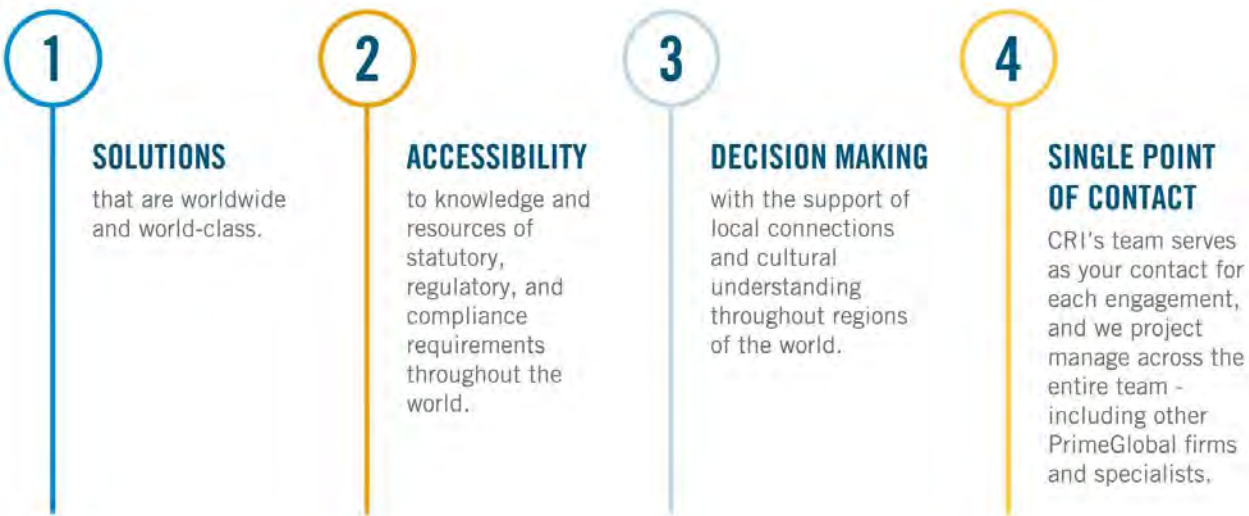 1
SOLUTIONS
that are worldwide
and world-class.
2
ACCESSIBILITY
to knowledge and
resources of
statutory,
regulatory, and
compliance
requirements
throughout the
world.
3
DECISION MAKING
with the support of
local connections
and cultural
understanding
throughout regions
of the world.
4
SINGLE POINT
OF CONTACT
CRI's team serves
as your contact for
each engagement,
and we project
manage across the
entire team -
including other
PrimeGlobal firms
and specialists.